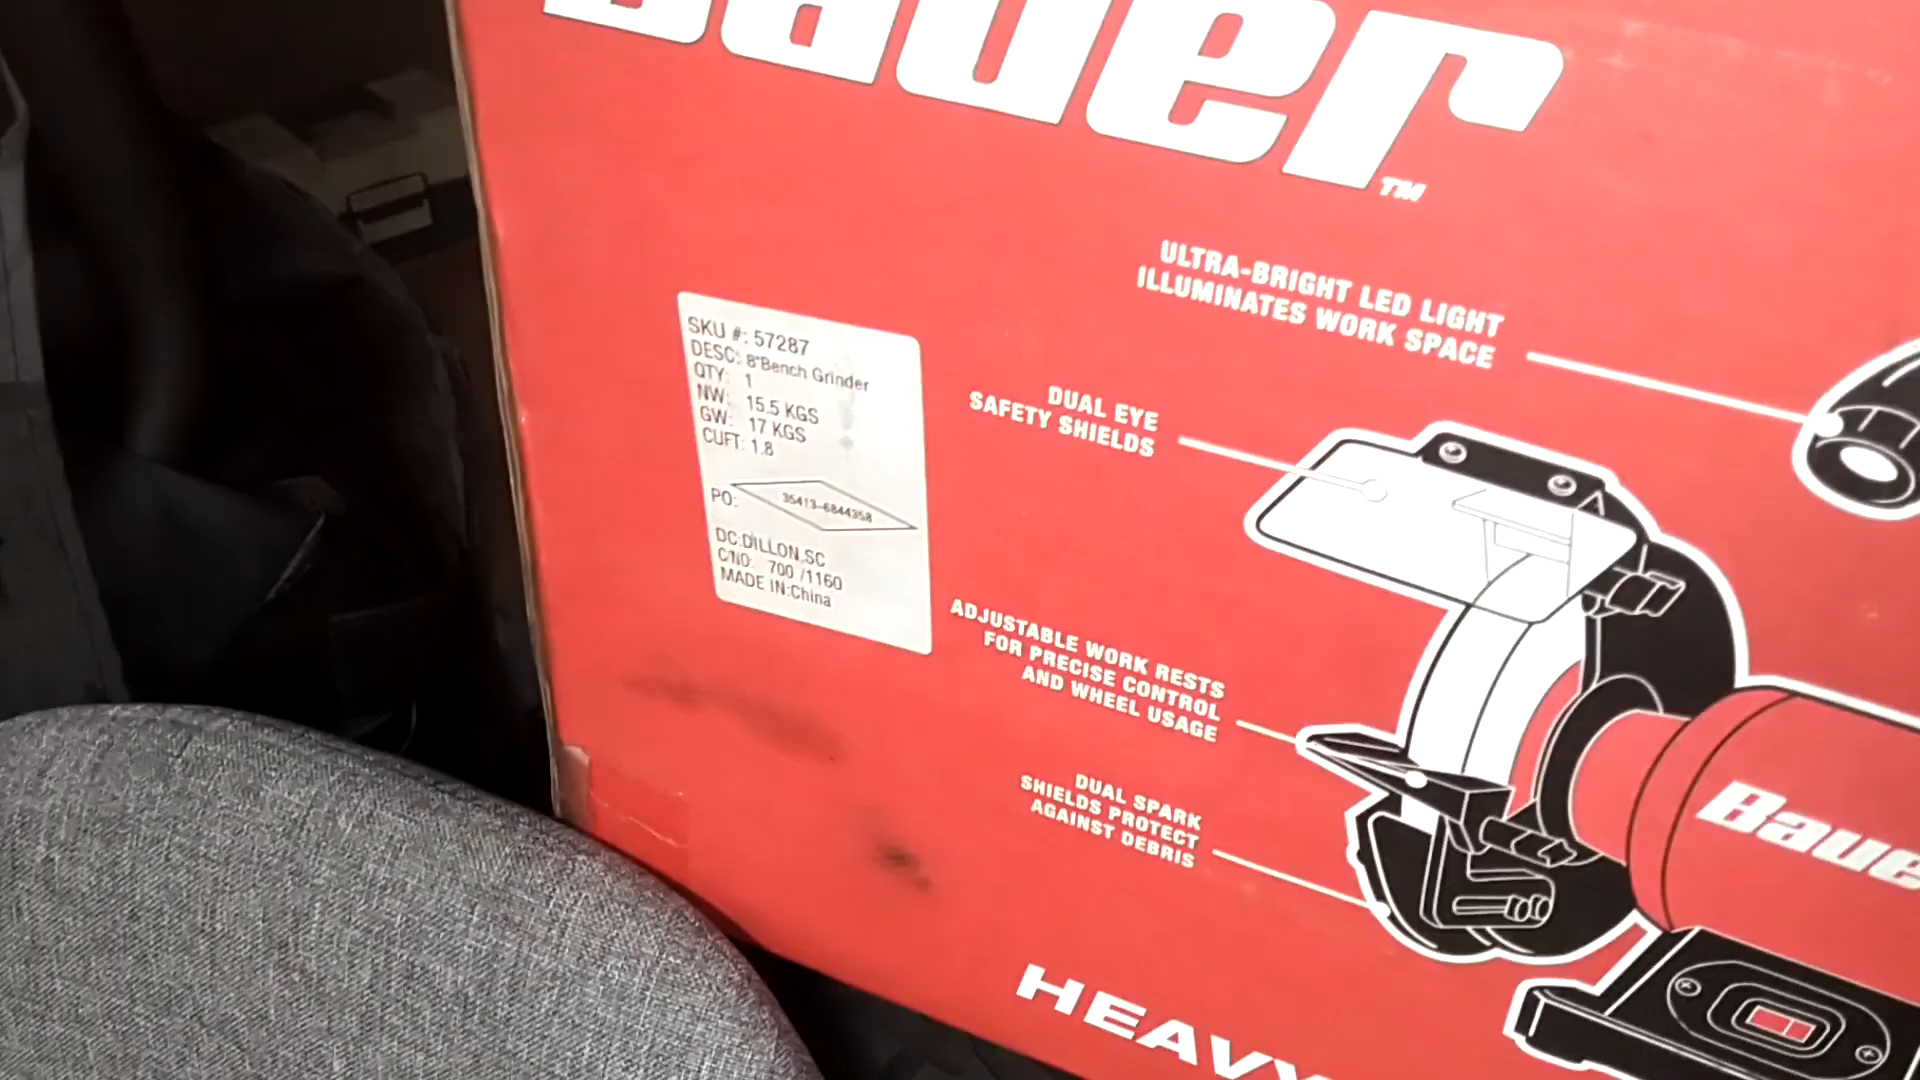 Bauer™
ULTRA-BRIGHT LED LIGHT
ILLUMINATES WORK SPACE
SKU #: 57287
DESC: 8"Bench Grinder
QTY: 1
NW: 15.5 KGS
GW: 17 KGS
CUFT: 1.8
PO: 35413-6844358
DC:DILLON,SC
C/NO: 700 /1160
MADE IN:China
DUAL EYE
SAFETY SHIELDS
ADJUSTABLE WORK RESTS
FOR PRECISE CONTROL
AND WHEEL USAGE
DUAL SPARK
SHIELDS PROTECT
AGAINST DEBRIS
Baue
HEAVY